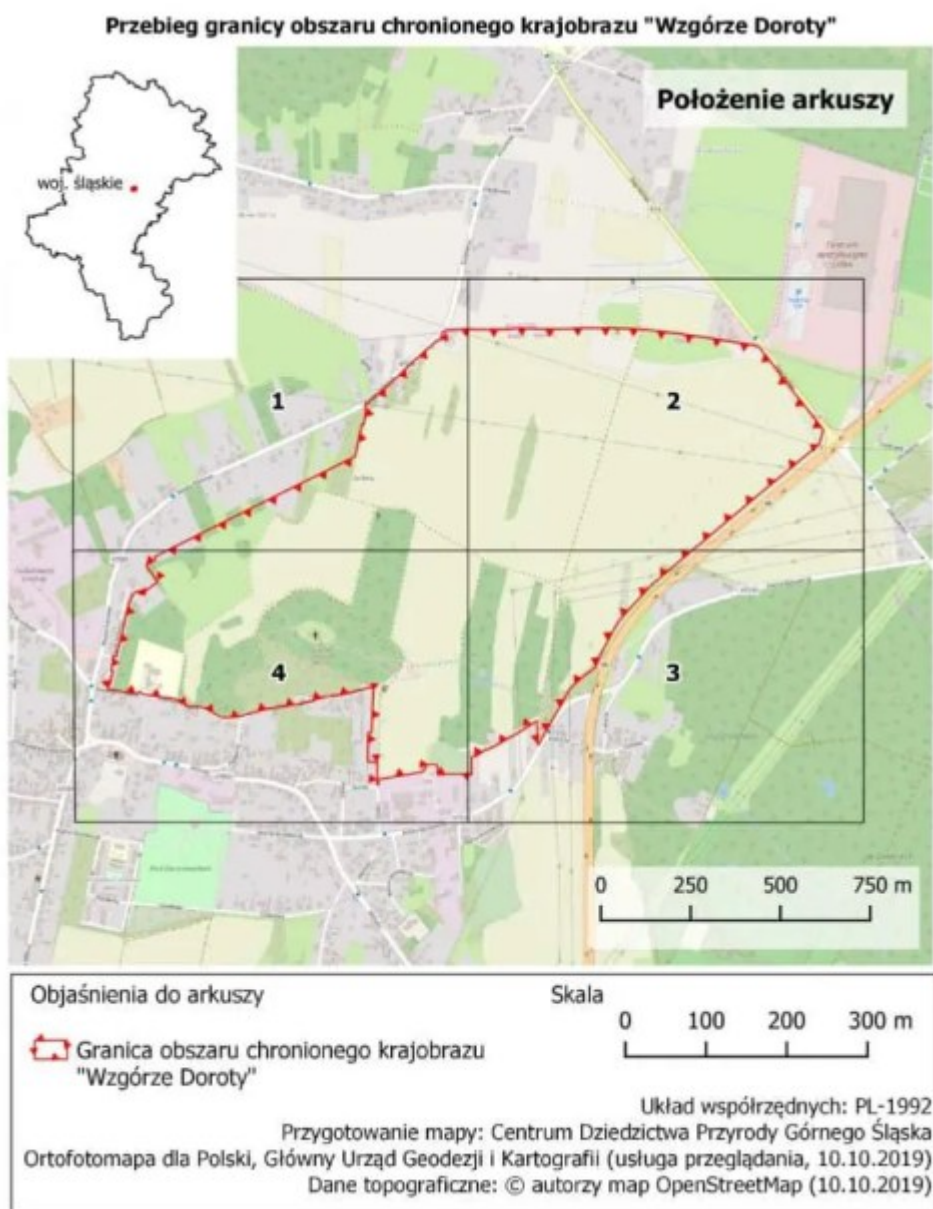 Przebieg granicy obszaru chronionego krajobrazu "Wzgórze Doroty"
Położenie arkuszy
woj. śląskie
1
2
4
3
0 250 500 750 m
Objaśnienia do arkuszy
Granica obszaru chronionego krajobrazu
"Wzgórze Doroty"
Skala
0 100 200 300 m
Układ współrzędnych: PL-1992
Przygotowanie mapy: Centrum Dziedzictwa Przyrody Górnego Śląska
Ortofotomapa dla Polski, Główny Urząd Geodezji i Kartografii (usługa przeglądania, 10.10.2019)
Dane topograficzne: © autorzy map OpenStreetMap (10.10.2019)